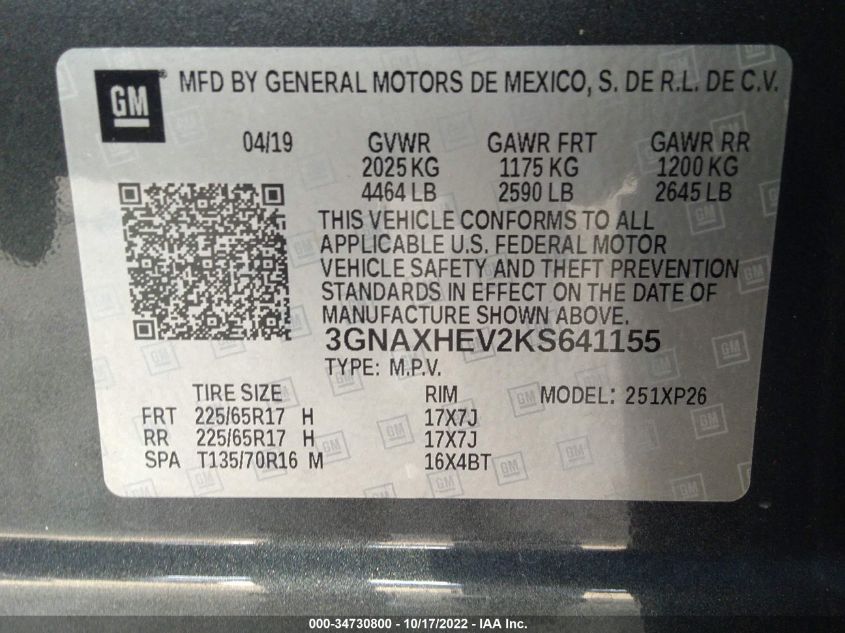 GM ® MFD BY GENERAL MOTORS DE MEXICO, S. DE R.L. DE C.V.
04/19 GVWR GAWR FRT GAWR RR
2025 KG 1175 KG 1200 KG
4464 LB 2590 LB 2645 LB
THIS VEHICLE CONFORMS TO ALL
APPLICABLE U.S. FEDERAL MOTOR
VEHICLE SAFETY AND THEFT PREVENTION
STANDARDS IN EFFECT ON THE DATE OF
MANUFACTURE SHOWN ABOVE.
3GNAXHEV2KS641155
TYPE: M.P.V.
TIRE SIZE RIM MODEL: 251XP26
FRT 225/65R17 H 17X7J
RR 225/65R17 H 17X7J
SPA T135/70R16 M 16X4BT
000-34730800 - 10/17/2022 - IAA Inc.